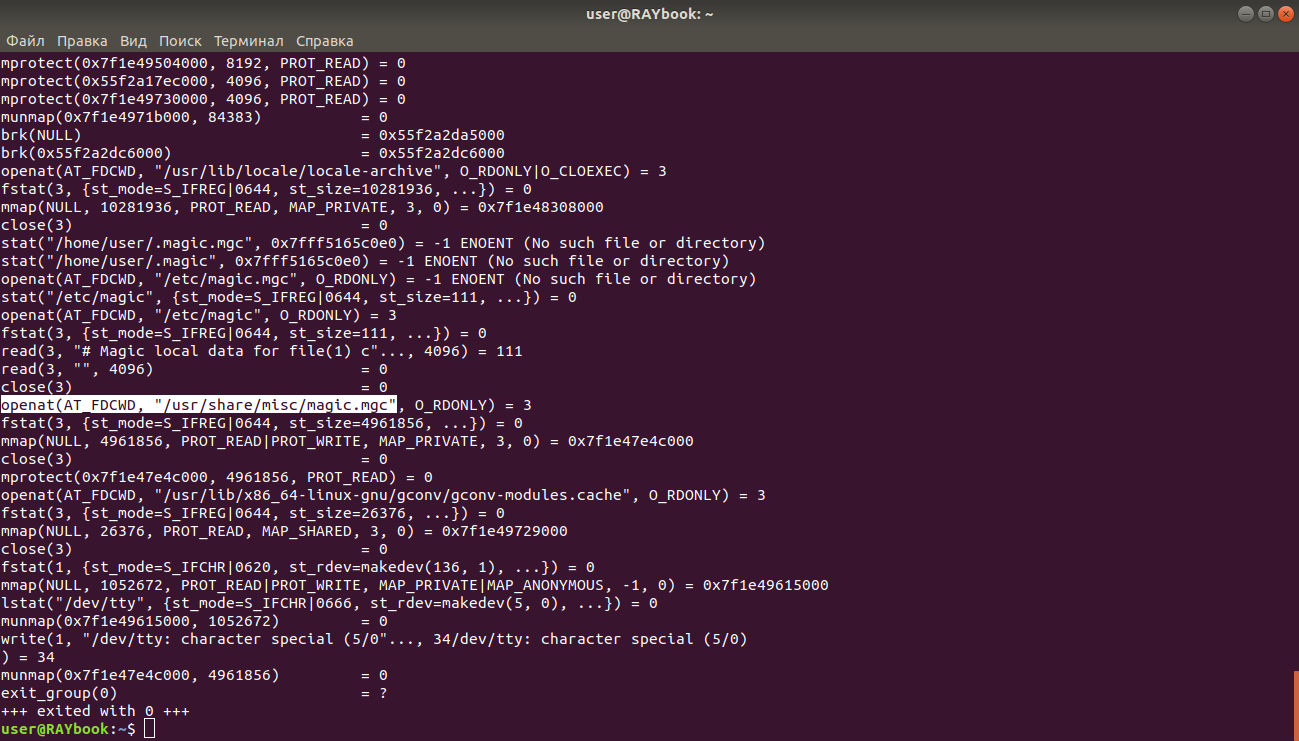 user@RAYbook: ~
Файл Правка Вид Поиск Терминал Справка
mprotect(0x7f1e49504000, 8192, PROT_READ) = 0
mprotect(0x55f2a17ec000, 4096, PROT_READ) = 0
mprotect(0x7f1e49730000, 4096, PROT_READ) = 0
munmap(0x7f1e4971b000, 84383)           = 0
brk(NULL)                               = 0x55f2a2da5000
brk(0x55f2a2dc6000)                     = 0x55f2a2dc6000
openat(AT_FDCWD, "/usr/lib/locale/locale-archive", O_RDONLY|O_CLOEXEC) = 3
fstat(3, {st_mode=S_IFREG|0644, st_size=10281936, ...}) = 0
mmap(NULL, 10281936, PROT_READ, MAP_PRIVATE, 3, 0) = 0x7f1e48308000
close(3)                                = 0
stat("/home/user/.magic.mgc", 0x7fff5165c0e0) = -1 ENOENT (No such file or directory)
stat("/home/user/.magic", 0x7fff5165c0e0) = -1 ENOENT (No such file or directory)
openat(AT_FDCWD, "/etc/magic.mgc", O_RDONLY) = -1 ENOENT (No such file or directory)
stat("/etc/magic", {st_mode=S_IFREG|0644, st_size=111, ...}) = 0
openat(AT_FDCWD, "/etc/magic", O_RDONLY) = 3
fstat(3, {st_mode=S_IFREG|0644, st_size=111, ...}) = 0
read(3, "# Magic local data for file(1) c"..., 4096) = 111
read(3, "", 4096)                       = 0
close(3)                                = 0
openat(AT_FDCWD, "/usr/share/misc/magic.mgc", O_RDONLY) = 3
fstat(3, {st_mode=S_IFREG|0644, st_size=4961856, ...}) = 0
mmap(NULL, 4961856, PROT_READ|PROT_WRITE, MAP_PRIVATE, 3, 0) = 0x7f1e47e4c000
close(3)                                = 0
mprotect(0x7f1e47e4c000, 4961856, PROT_READ) = 0
openat(AT_FDCWD, "/usr/lib/x86_64-linux-gnu/gconv/gconv-modules.cache", O_RDONLY) = 3
fstat(3, {st_mode=S_IFREG|0644, st_size=26376, ...}) = 0
mmap(NULL, 26376, PROT_READ, MAP_SHARED, 3, 0) = 0x7f1e49729000
close(3)                                = 0
fstat(1, {st_mode=S_IFCHR|0620, st_rdev=makedev(136, 1), ...}) = 0
mmap(NULL, 1052672, PROT_READ|PROT_WRITE, MAP_PRIVATE|MAP_ANONYMOUS, -1, 0) = 0x7f1e49615000
lstat("/dev/tty", {st_mode=S_IFCHR|0666, st_rdev=makedev(5, 0), ...}) = 0
munmap(0x7f1e49615000, 1052672)         = 0
write(1, "/dev/tty: character special (5/0"..., 34/dev/tty: character special (5/0)
) = 34
munmap(0x7f1e47e4c000, 4961856)         = 0
exit_group(0)                           = ?
+++ exited with 0 +++
user@RAYbook:~$